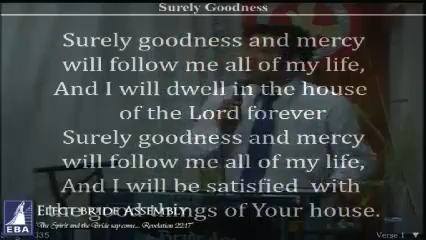 Surely Goodness
Surely goodness and mercy
will follow me all of my life,
And I will dwell in the house
of the Lord forever
Surely goodness and mercy
will follow me all of my life,
And I will be satisfied with
the good things of Your house.
ELECT BRIDE ASSEMBLY
"The Spirit and the Bride say come... Revelation 22:17"
EBA
Verse 1